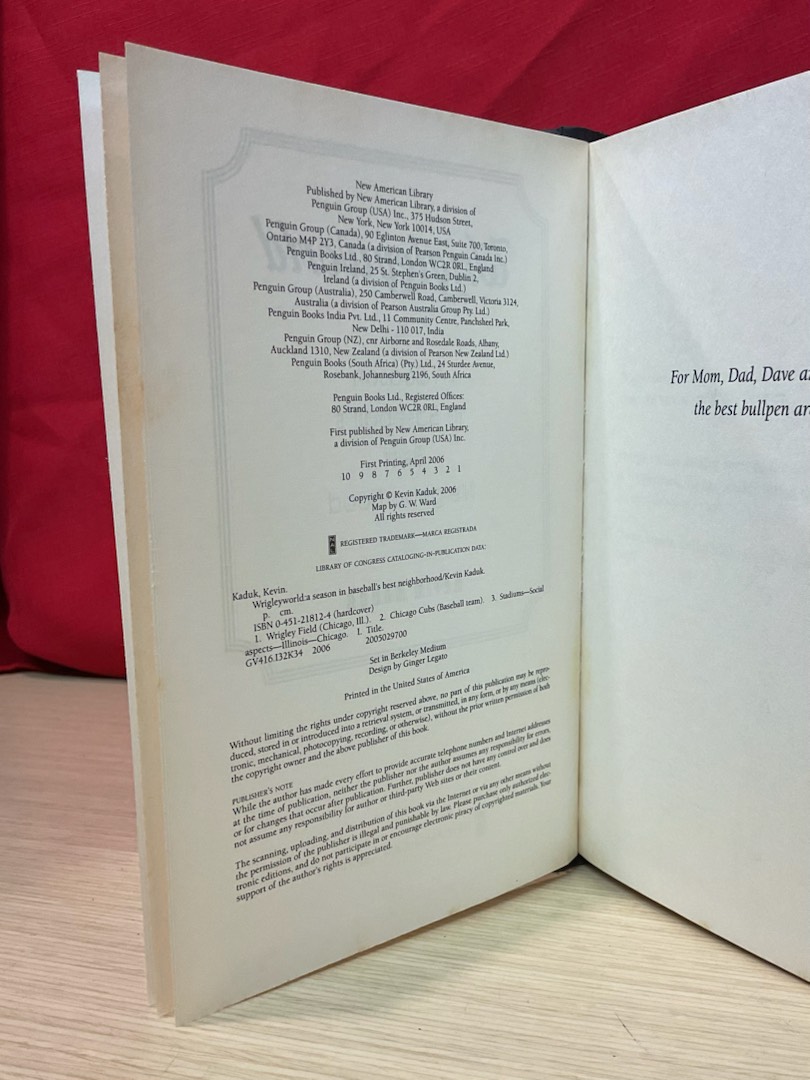 New American Library
Published by New American Library, a division of
Penguin Group (USA) Inc., 375 Hudson Street,
New York, New York 10014, USA
Penguin Group (Canada), 90 Eglinton Avenue East, Suite 700, Toronto,
Ontario M4P 2Y3, Canada (a division of Pearson Penguin Canada Inc.)
Penguin Books Ltd., 80 Strand, London WC2R 0RL, England
Penguin Ireland, 25 St. Stephen's Green, Dublin 2,
Ireland (a division of Penguin Books Ltd.)
Penguin Group (Australia), 250 Camberwell Road, Camberwell, Victoria 3124,
Australia (a division of Pearson Australia Group Pty. Ltd.)
Penguin Books India Pvt. Ltd., 11 Community Centre, Panchsheel Park,
New Delhi - 110 017, India
Penguin Group (NZ), cnr Airborne and Rosedale Roads, Albany,
Auckland 1310, New Zealand (a division of Pearson New Zealand Ltd.)
Penguin Books (South Africa) (Pty.) Ltd., 24 Sturdee Avenue,
Rosebank, Johannesburg 2196, South Africa
Penguin Books Ltd., Registered Offices:
80 Strand, London WC2R 0RL, England
First published by New American Library,
a division of Penguin Group (USA) Inc.
First Printing, April 2006
10 9 8 7 6 5 4 3 2 1
Copyright © Kevin Kaduk, 2006
Map by G. W. Ward
All rights reserved
REGISTERED TRADEMARK—MARCA REGISTRADA
LIBRARY OF CONGRESS CATALOGING-IN-PUBLICATION DATA:
Kaduk, Kevin.
Wrigleyworld:a season in baseball's best neighborhood/Kevin Kaduk.
p. cm.
ISBN 0-451-21812-4 (hardcover)
1. Wrigley Field (Chicago, Ill.). 2. Chicago Cubs (Baseball team). 3. Stadiums—Social
aspects—Illinois—Chicago. I. Title.
GV416.I32K34 2006 2005029700
Set in Berkeley Medium
Design by Ginger Legato
Printed in the United States of America
Without limiting the rights under copyright reserved above, no part of this publication may be repro-
duced, stored in or introduced into a retrieval system, or transmitted, in any form, or by any means (elec-
tronic, mechanical, photocopying, recording, or otherwise), without the prior written permission of both
the copyright owner and the above publisher of this book.
PUBLISHER'S NOTE
While the author has made every effort to provide accurate telephone numbers and Internet addresses
at the time of publication, neither the publisher nor the author assumes any responsibility for errors,
or for changes that occur after publication. Further, publisher does not have any control over and does
not assume any responsibility for author or third-party Web sites or their content.
The scanning, uploading, and distribution of this book via the Internet or via any other means without
the permission of the publisher is illegal and punishable by law. Please purchase only authorized elec-
tronic editions, and do not participate in or encourage electronic piracy of copyrighted materials. Your
support of the author's rights is appreciated.
For Mom, Dad, Dave
the best bullpen